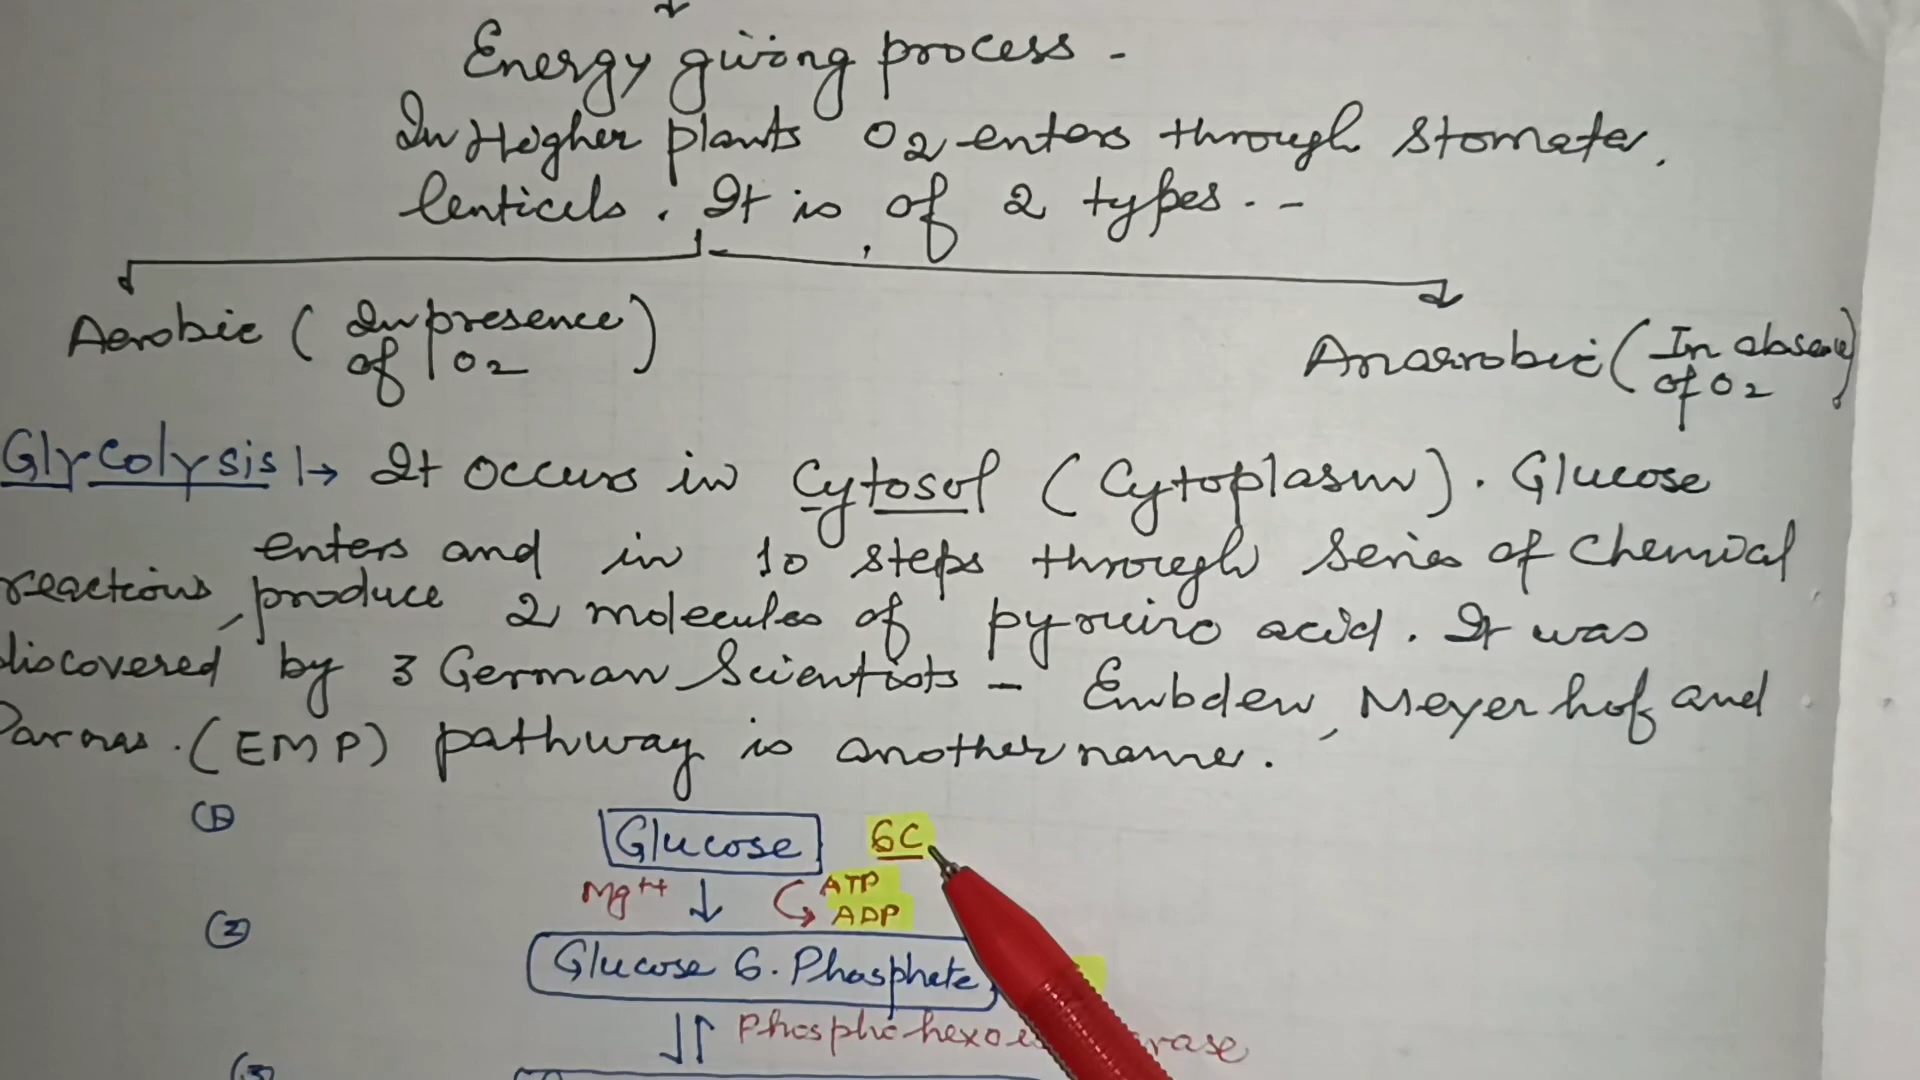 Energy giving process -
In Higher plants O2 enters through stomata,
lenticels. It is of 2 types. -
Aerobic ( In presence of O2 )
Anaerobic ( In absence of O2 )
Glycolysis :→ It occurs in Cytosol (Cytoplasm). Glucose
enters and in 10 steps through series of chemical
reactions, produce 2 molecules of pyruvic acid. It was
discovered by 3 German Scientists - Embden, Meyerhof and
Parnas. (EMP) pathway is another name.
(1) Glucose 6C
Mg++ ↓ ATP
ADP
(2) Glucose 6. Phosphate
↓↑
(3)